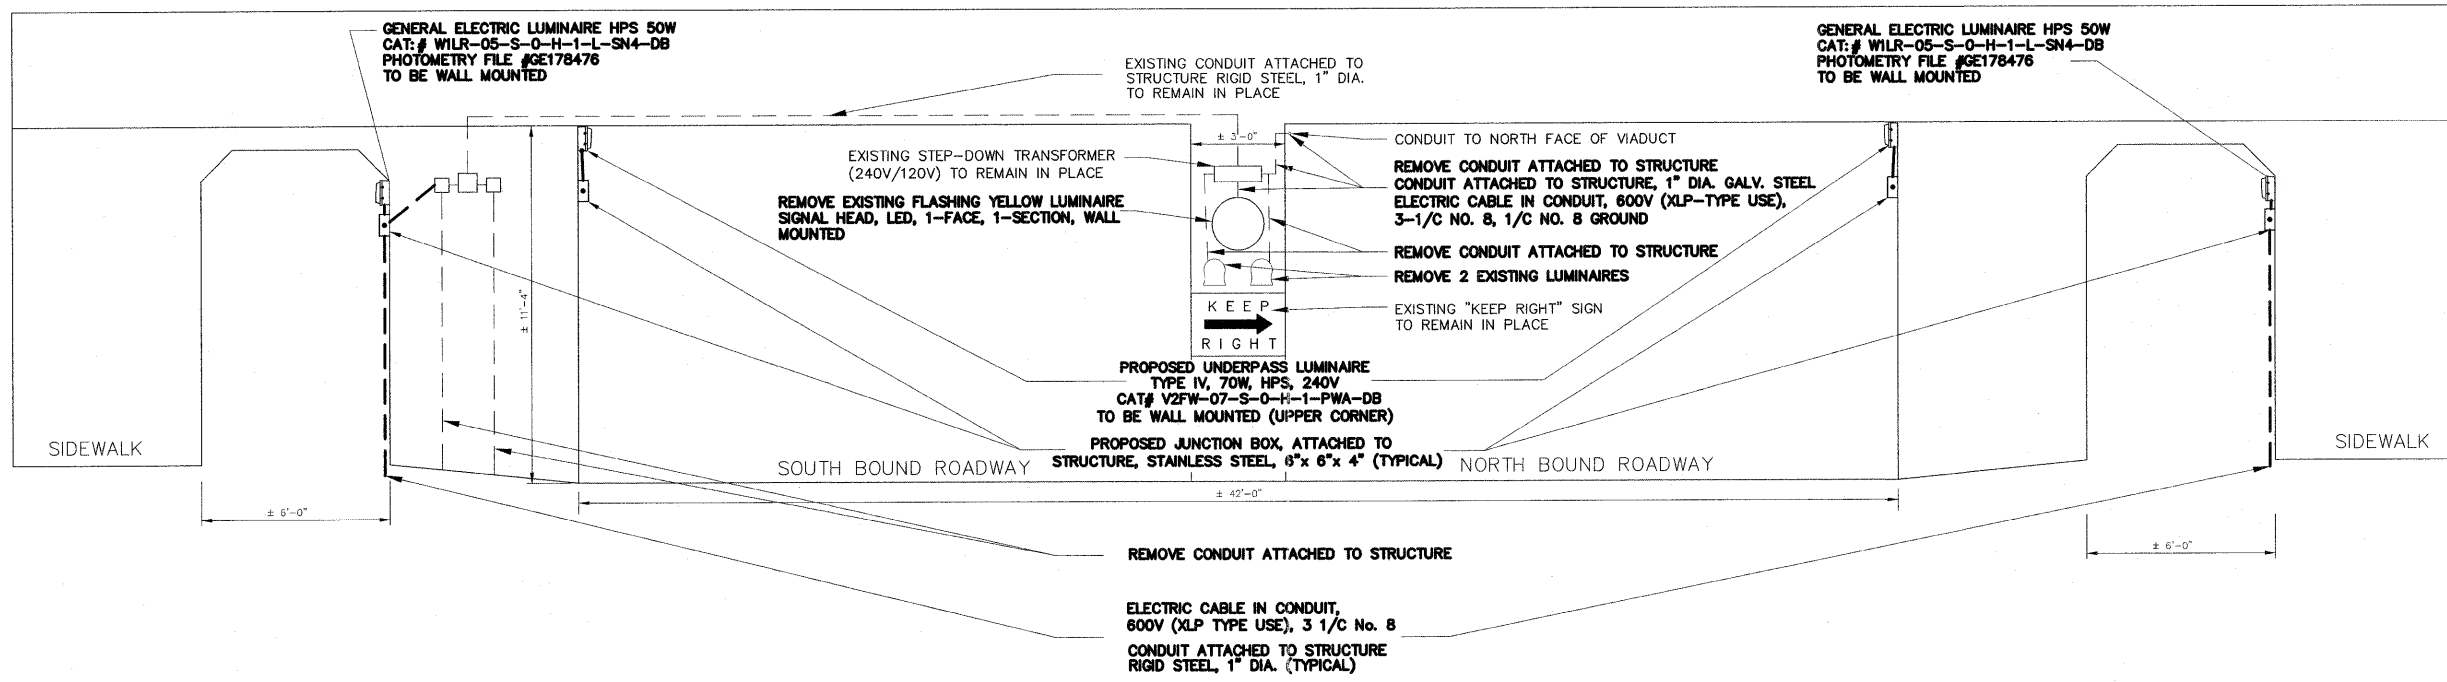 GENERAL ELECTRIC LUMINAIRE HPS 50W
CAT:# W1LR-05-S-0-H-1-L-SN4-DB
PHOTOMETRY FILE #GE178476
TO BE WALL MOUNTED
GENERAL ELECTRIC LUMINAIRE HPS 50W
CAT:# W1LR-05-S-0-H-1-L-SN4-DB
PHOTOMETRY FILE #GE178476
TO BE WALL MOUNTED
EXISTING CONDUIT ATTACHED TO
STRUCTURE RIGID STEEL, 1" DIA.
TO REMAIN IN PLACE
± 3'-0"
CONDUIT TO NORTH FACE OF VIADUCT
EXISTING STEP-DOWN TRANSFORMER
(240V/120V) TO REMAIN IN PLACE
REMOVE CONDUIT ATTACHED TO STRUCTURE
CONDUIT ATTACHED TO STRUCTURE, 1" DIA. GALV. STEEL
ELECTRIC CABLE IN CONDUIT, 600V (XLP-TYPE USE),
3-1/C NO. 8, 1/C NO. 8 GROUND
REMOVE EXISTING FLASHING YELLOW LUMINAIRE
SIGNAL HEAD, LED, 1-FACE, 1-SECTION, WALL
MOUNTED
REMOVE CONDUIT ATTACHED TO STRUCTURE
REMOVE 2 EXISTING LUMINAIRES
± 11'-4"
KEEP
RIGHT
EXISTING "KEEP RIGHT" SIGN
TO REMAIN IN PLACE
PROPOSED UNDERPASS LUMINAIRE
TYPE IV, 70W, HPS, 240V
CAT# V2FW-07-S-0-H-1-PWA-DB
TO BE WALL MOUNTED (UPPER CORNER)
PROPOSED JUNCTION BOX, ATTACHED TO
STRUCTURE, STAINLESS STEEL, 6"x 6"x 4" (TYPICAL)
SIDEWALK
SOUTH BOUND ROADWAY
NORTH BOUND ROADWAY
SIDEWALK
± 42'-0"
± 6'-0"
± 6'-0"
REMOVE CONDUIT ATTACHED TO STRUCTURE
ELECTRIC CABLE IN CONDUIT,
600V (XLP TYPE USE), 3 1/C No. 8
CONDUIT ATTACHED TO STRUCTURE
RIGID STEEL, 1" DIA. (TYPICAL)